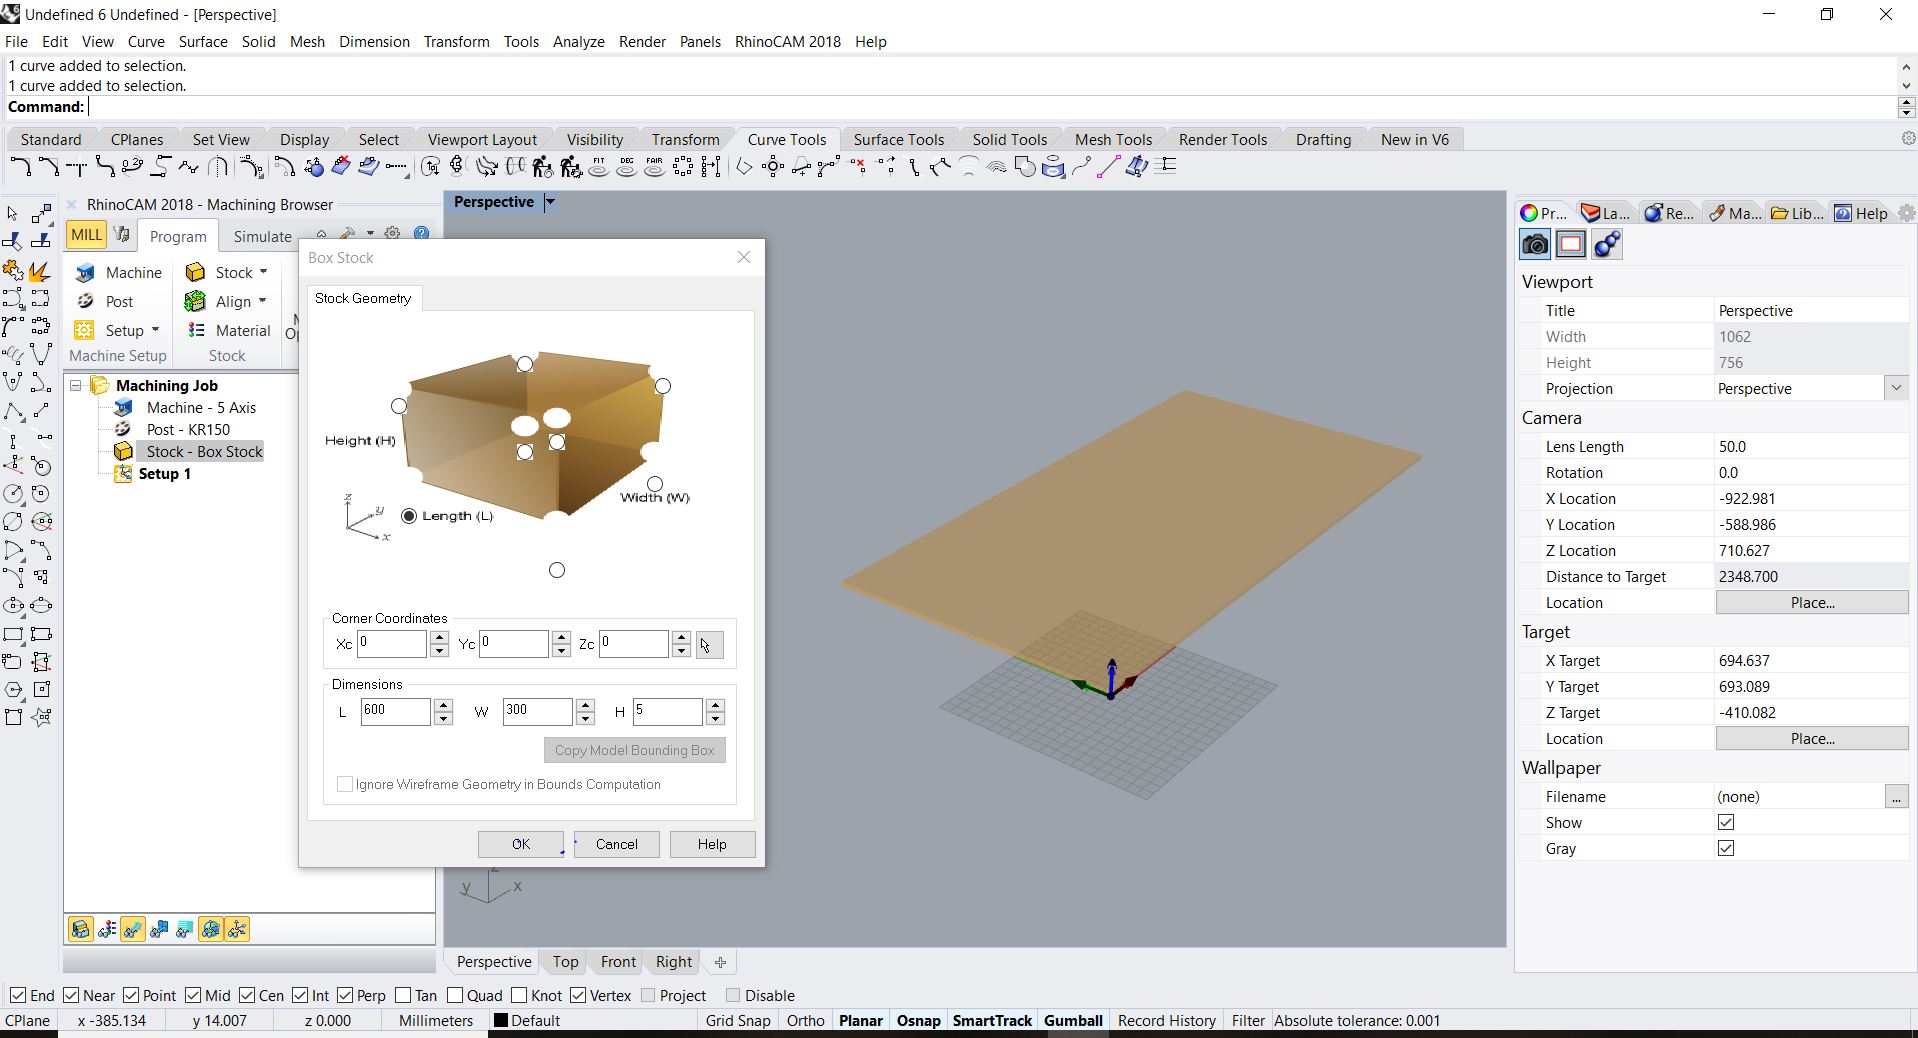 Undefined 6 Undefined - [Perspective]
File Edit View Curve Surface Solid Mesh Dimension Transform Tools Analyze Render Panels RhinoCAM 2018 Help
1 curve added to selection.
1 curve added to selection.
Command:
Standard CPlanes Set View Display Select Viewport Layout Visibility Transform Curve Tools Surface Tools Solid Tools Mesh Tools Render Tools Drafting New in V6
FIT DEG FAIR
RhinoCAM 2018 - Machining Browser
MILL Program Simulate
Machine Stock
Post Align
Setup Material
Machine Setup Stock
Machining Job
Machine - 5 Axis
Post - KR150
Stock - Box Stock
Setup 1
Box Stock
Stock Geometry
Height (H)
Width (W)
Length (L)
z
y
x
Corner Coordinates
Xc 0 Yc 0 Zc 0
Dimensions
L 600 W 300 H 5
Copy Model Bounding Box
Ignore Wireframe Geometry in Bounds Computation
OK Cancel Help
Perspective
z
y x
Perspective Top Front Right
Pr... La... Re... Ma... Lib... Help
Viewport
Title Perspective
Width 1062
Height 756
Projection Perspective
Camera
Lens Length 50.0
Rotation 0.0
X Location -922.981
Y Location -588.986
Z Location 710.627
Distance to Target 2348.700
Location Place...
Target
X Target 694.637
Y Target 693.089
Z Target -410.082
Location Place...
Wallpaper
Filename (none) ...
Show
Gray
End Near Point Mid Cen Int Perp Tan Quad Knot Vertex Project Disable
CPlane x -385.134 y 14.007 z 0.000 Millimeters Default Grid Snap Ortho Planar Osnap SmartTrack Gumball Record History Filter Absolute tolerance: 0.001